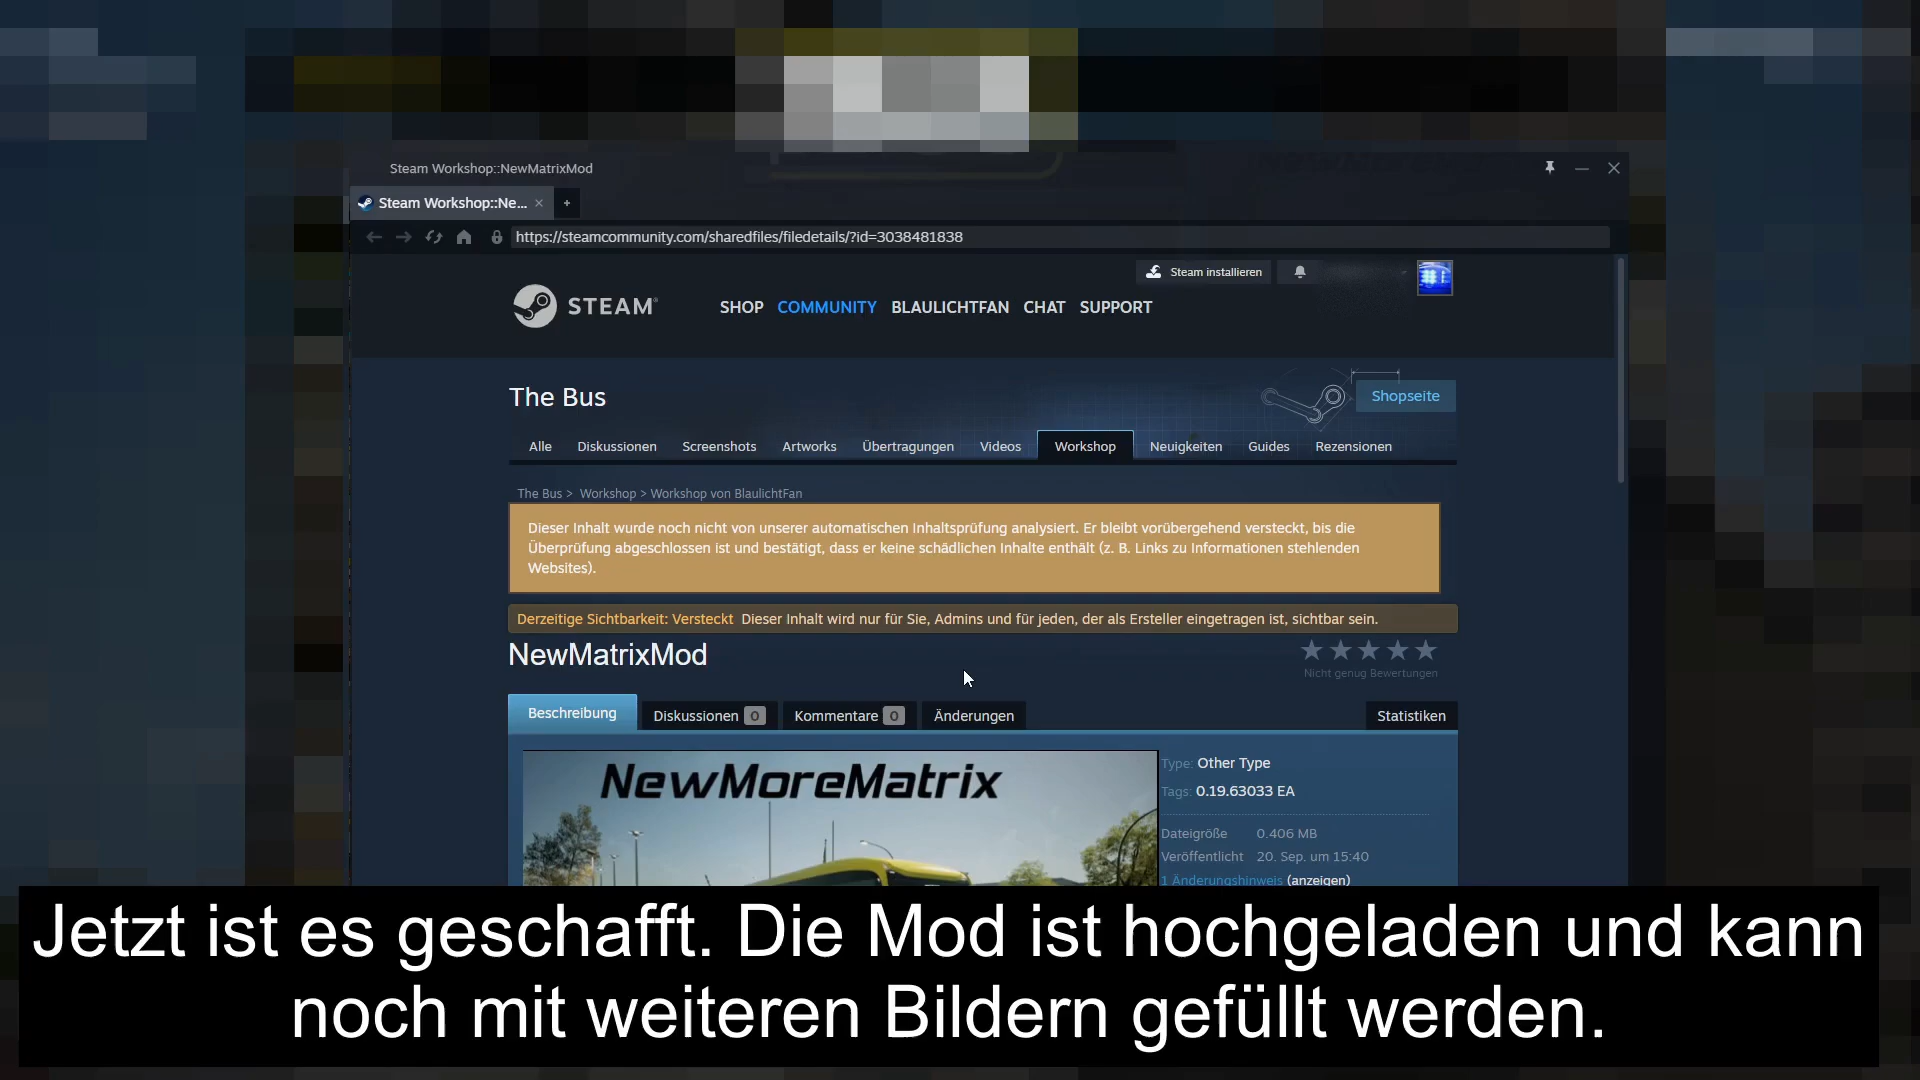 Steam Workshop::NewMatrixMod
Steam Workshop::Ne...
https://steamcommunity.com/sharedfiles/filedetails/?id=3038481838
Steam installieren
STEAM
SHOP COMMUNITY BLAULICHTFAN CHAT SUPPORT
The Bus
Shopseite
Alle Diskussionen Screenshots Artworks Übertragungen Videos Workshop Neuigkeiten Guides Rezensionen
The Bus > Workshop > Workshop von BlaulichtFan
Dieser Inhalt wurde noch nicht von unserer automatischen Inhaltsprüfung analysiert. Er bleibt vorübergehend versteckt, bis die
Überprüfung abgeschlossen ist und bestätigt, dass er keine schädlichen Inhalte enthält (z. B. Links zu Informationen stehlenden
Websites).
Derzeitige Sichtbarkeit: Versteckt Dieser Inhalt wird nur für Sie, Admins und für jeden, der als Ersteller eingetragen ist, sichtbar sein.
NewMatrixMod
Nicht genug Bewertungen
Beschreibung Diskussionen 0 Kommentare 0 Änderungen Statistiken
NewMoreMatrix
Type: Other Type
Tags: 0.19.63033 EA
Dateigröße 0.406 MB
Veröffentlicht 20. Sep. um 15:40
1 Änderungshinweis (anzeigen)
Jetzt ist es geschafft. Die Mod ist hochgeladen und kann
noch mit weiteren Bildern gefüllt werden.